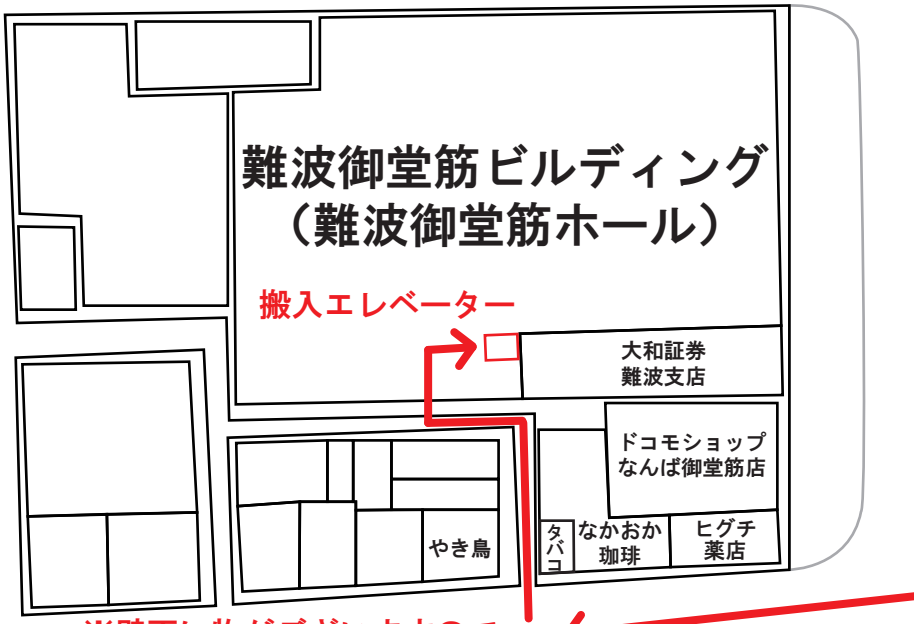 難波御堂筋ビルディング
（難波御堂筋ホール）
搬入エレベーター
大和証券
難波支店
ドコモショップ
なんば御堂筋店
やき鳥
タバコ
なかおか
珈琲
ヒグチ
薬店